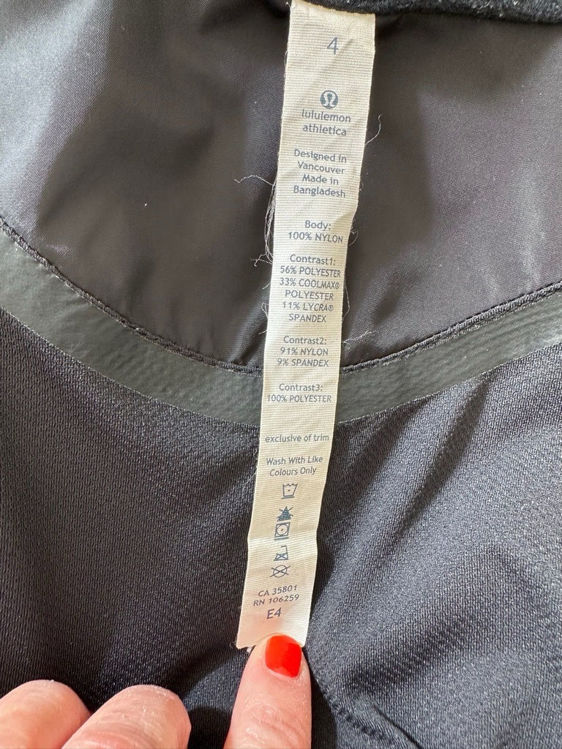 4
lululemon
athletica
Designed in
Vancouver
Made in
Bangladesh
Body:
100% NYLON
Contrast1:
56% POLYESTER
33% COOLMAX®
POLYESTER
11% LYCRA®
SPANDEX
Contrast2:
91% NYLON
9% SPANDEX
Contrast3:
100% POLYESTER
exclusive of trim
Wash With Like
Colours Only
CA 35801
RN 106259
E4